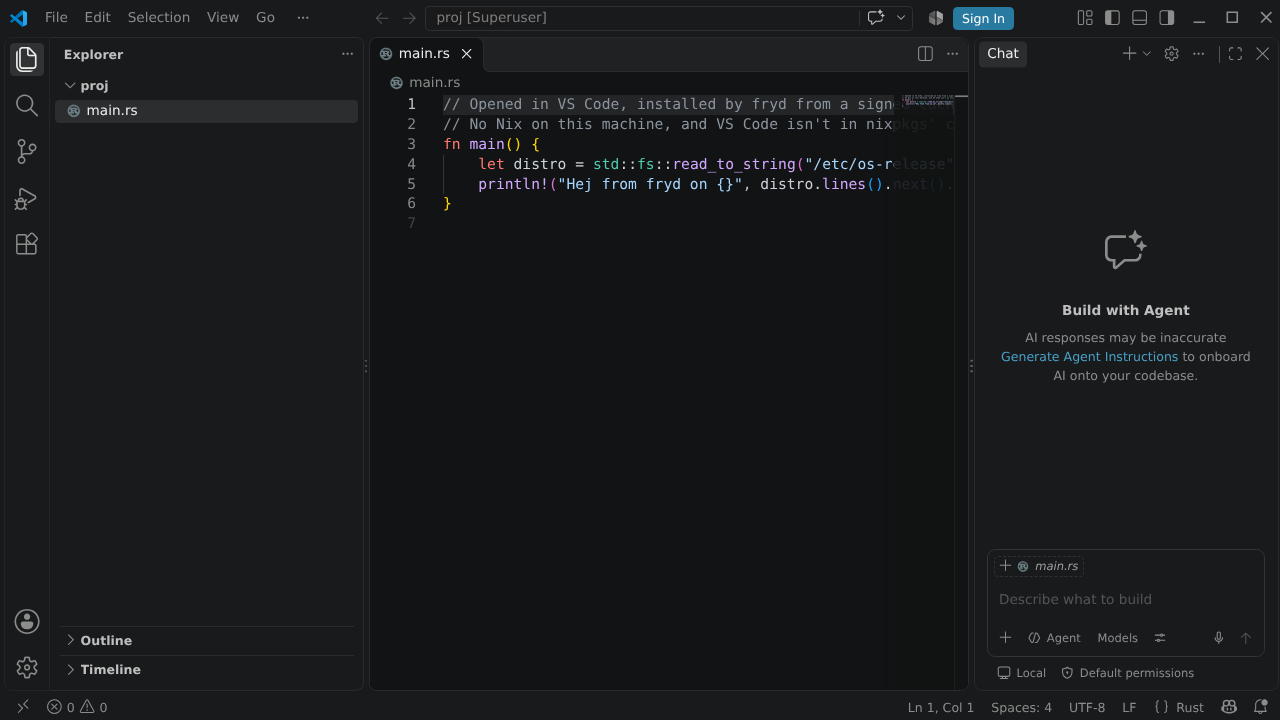 File Edit Selection View Go ···
proj [Superuser]
Sign In
Explorer
proj
main.rs
Outline
Timeline
main.rs
main.rs
1 // Opened in VS Code, installed by fryd from a signe
2 // No Nix on this machine, and VS Code isn't in nixpkgs' c
3 fn main() {
4 let distro = std::fs::read_to_string("/etc/os-release"
5 println!("Hej from fryd on {}", distro.lines().next().
6 }
7
Chat
Build with Agent
AI responses may be inaccurate
Generate Agent Instructions to onboard
AI onto your codebase.
main.rs
Describe what to build
Agent Models
Local Default permissions
0 0
Ln 1, Col 1 Spaces: 4 UTF-8 LF {} Rust